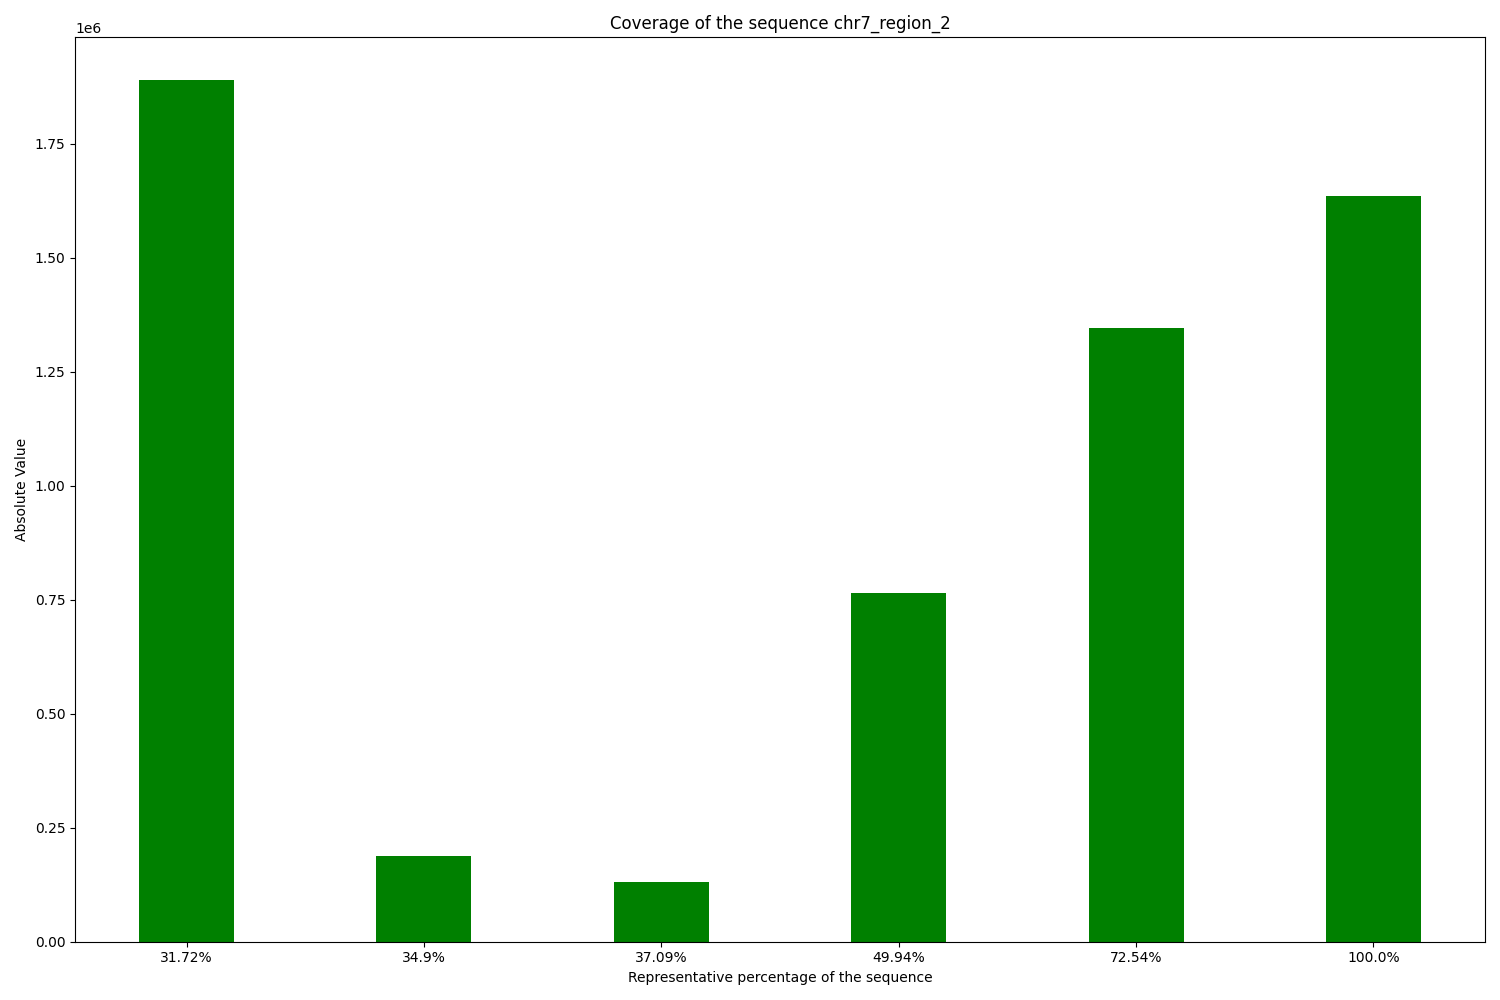 Coverage of the sequence chr7_region_2
1e6
1.75
1.50
1.25
1.00
0.75
0.50
0.25
0.00
Absolute Value
31.72% 34.9% 37.09% 49.94% 72.54% 100.0%
Representative percentage of the sequence